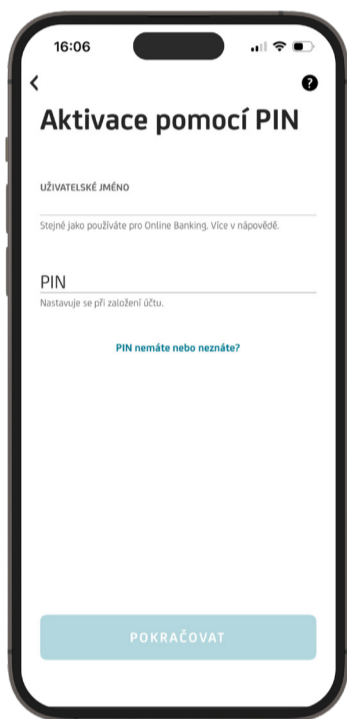 16:06
?
Aktivace pomocí PIN
UŽIVATELSKÉ JMÉNO
Stejné jako používáte pro Online Banking. Více v nápovědě.
PIN
Nastavuje se při založení účtu.
PIN nemáte nebo neznáte?
POKRAČOVAT